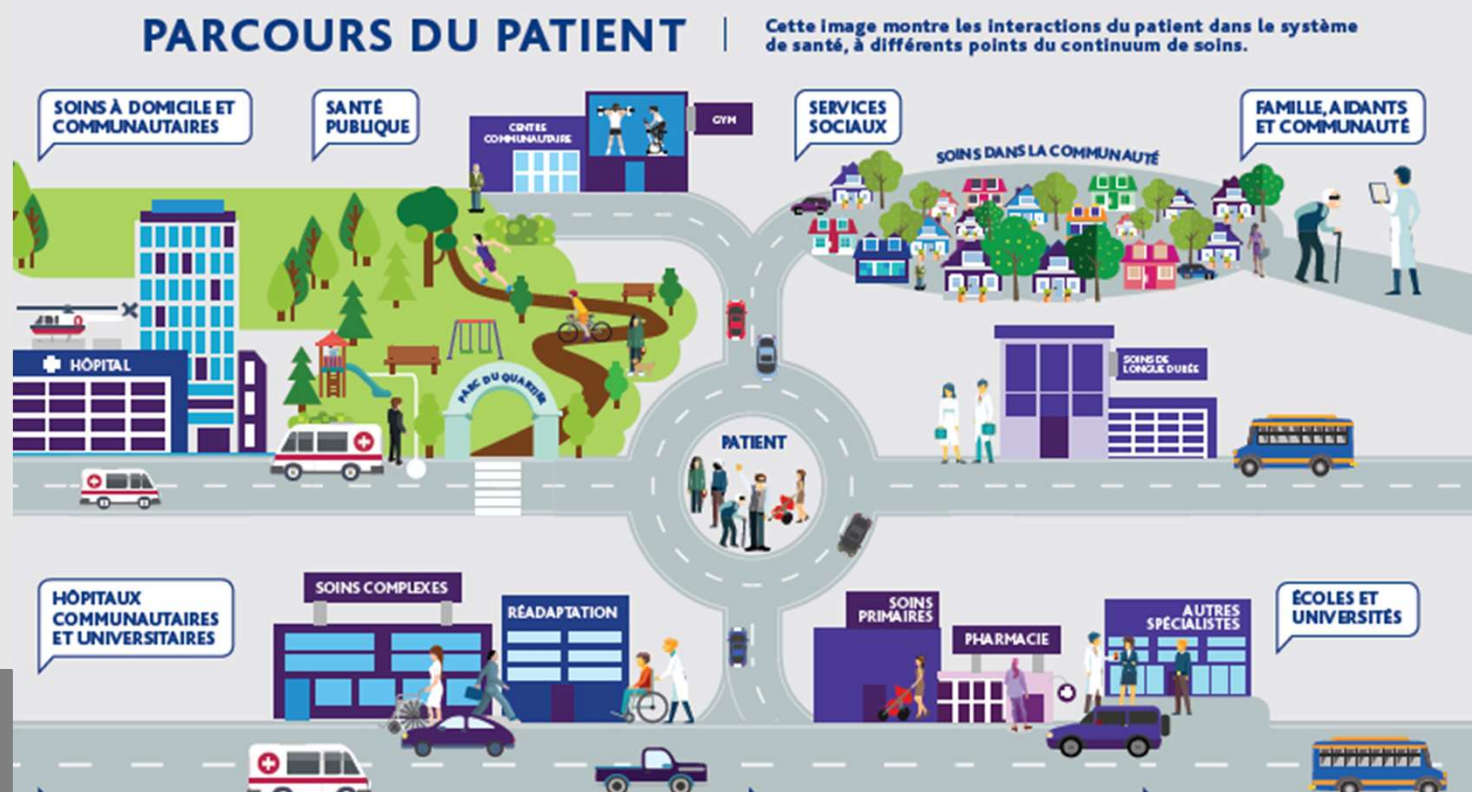 PARCOURS DU PATIENT
Cette image montre les interactions du patient dans le système
de santé, à différents points du continuum de soins.
SOINS À DOMICILE ET
COMMUNAUTAIRES
SANTÉ
PUBLIQUE
CENTRE
COMMUNAUTAIRE
GYM
SERVICES
SOCIAUX
SOINS DANS LA COMMUNAUTÉ
FAMILLE, AIDANTS
ET COMMUNAUTÉ
HÔPITAL
PARC DU QUARTIER
SOINS DE
LONGUE DURÉE
PATIENT
HÔPITAUX
COMMUNAUTAIRES
ET UNIVERSITAIRES
SOINS COMPLEXES
RÉADAPTATION
SOINS
PRIMAIRES
PHARMACIE
AUTRES
SPÉCIALISTES
ÉCOLES ET
UNIVERSITÉS